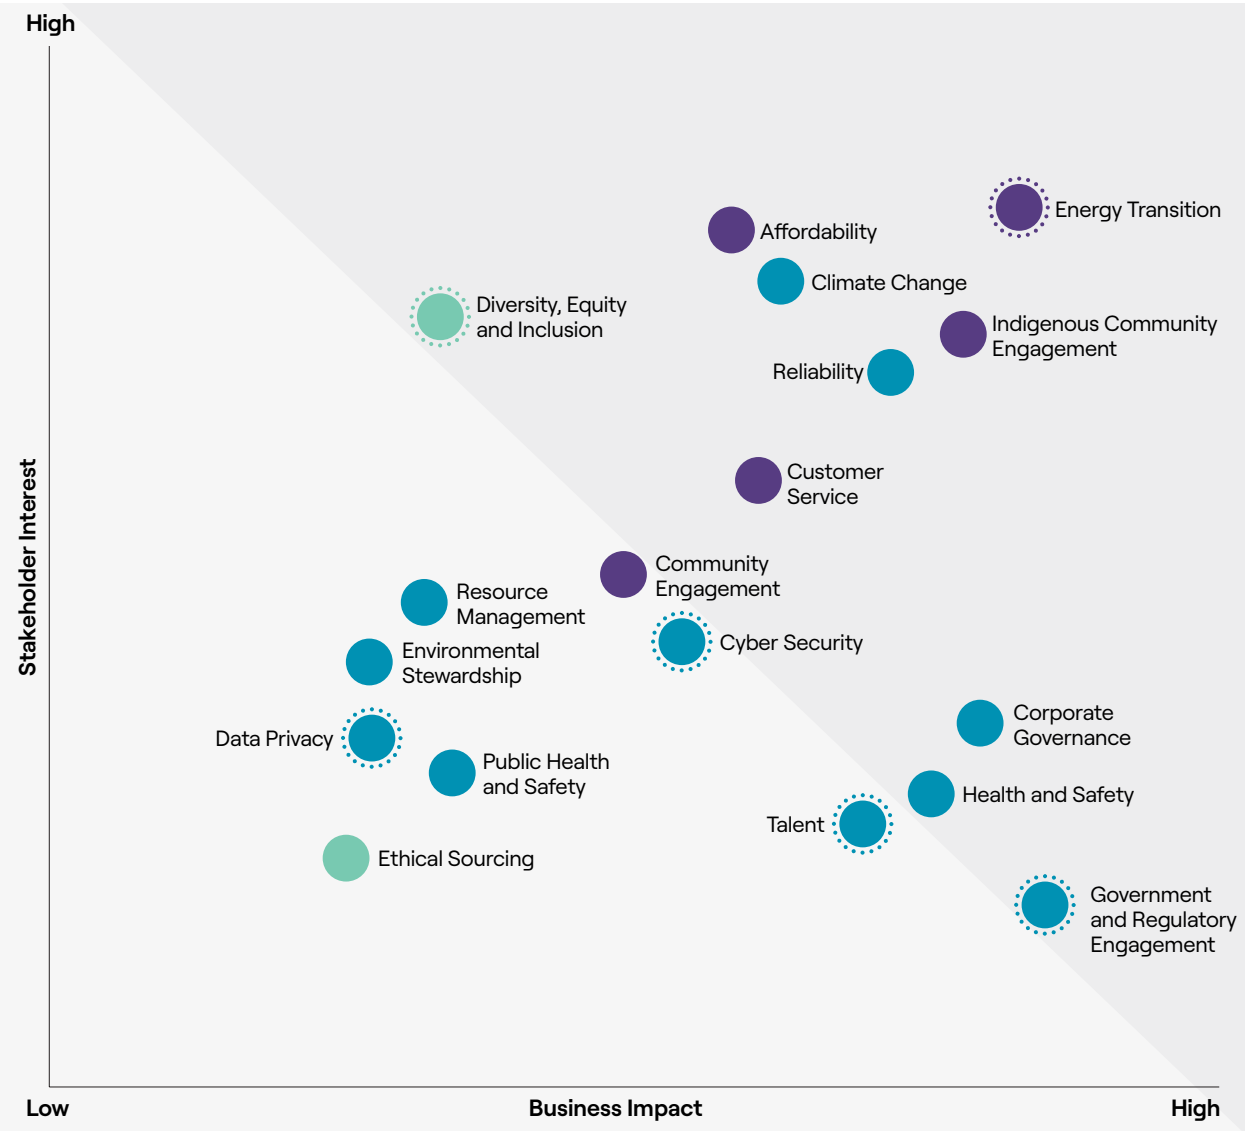 High
Energy Transition
Affordability
Climate Change
Diversity, Equity
and Inclusion
Indigenous Community
Engagement
Reliability
Customer
Service
Stakeholder Interest
Community
Engagement
Resource
Management
Cyber Security
Environmental
Stewardship
Corporate
Governance
Data Privacy
Public Health
and Safety
Health and Safety
Talent
Ethical Sourcing
Government
and Regulatory
Engagement
Low
Business Impact
High